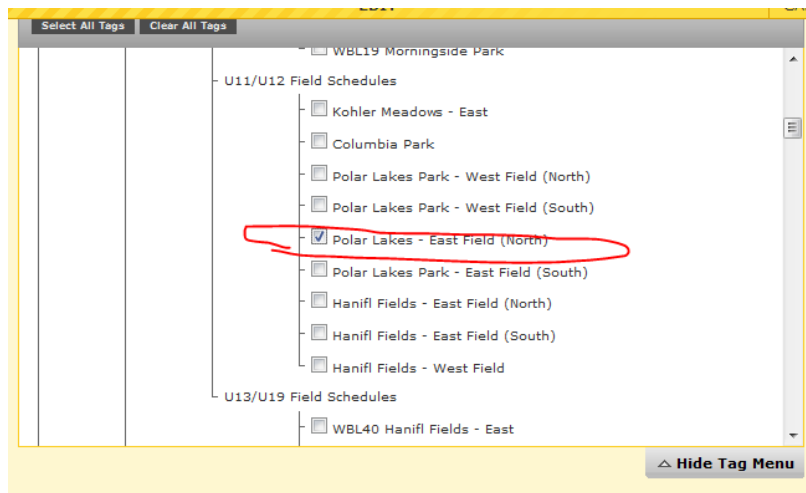 Select All Tags Clear All Tags
WBL19 Morningside Park
U11/U12 Field Schedules
Kohler Meadows - East
Columbia Park
Polar Lakes Park - West Field (North)
Polar Lakes Park - West Field (South)
Polar Lakes - East Field (North)
Polar Lakes Park - East Field (South)
Hanifl Fields - East Field (North)
Hanifl Fields - East Field (South)
Hanifl Fields - West Field
U13/U19 Field Schedules
WBL40 Hanifl Fields - East
Hide Tag Menu